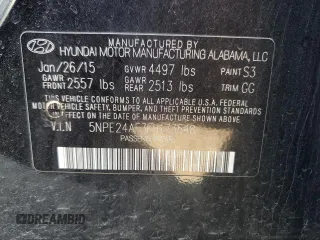 MANUFACTURED BY
HYUNDAI MOTOR MANUFACTURING ALABAMA, LLC
Jan/26/15 GVWR 4497 lbs PAINT S3
GAWR FRONT 2557 lbs GAWR REAR 2513 lbs TRIM GG
THIS VEHICLE CONFORMS TO ALL APPLICABLE FEDERAL MOTOR VEHICLE SAFETY, BUMPER, AND THEFT PREVENTION STANDARDS IN EFFECT ON THE DATE OF MANUFACTURE SHOWN ABOVE.
V.I.N
DREAMBID